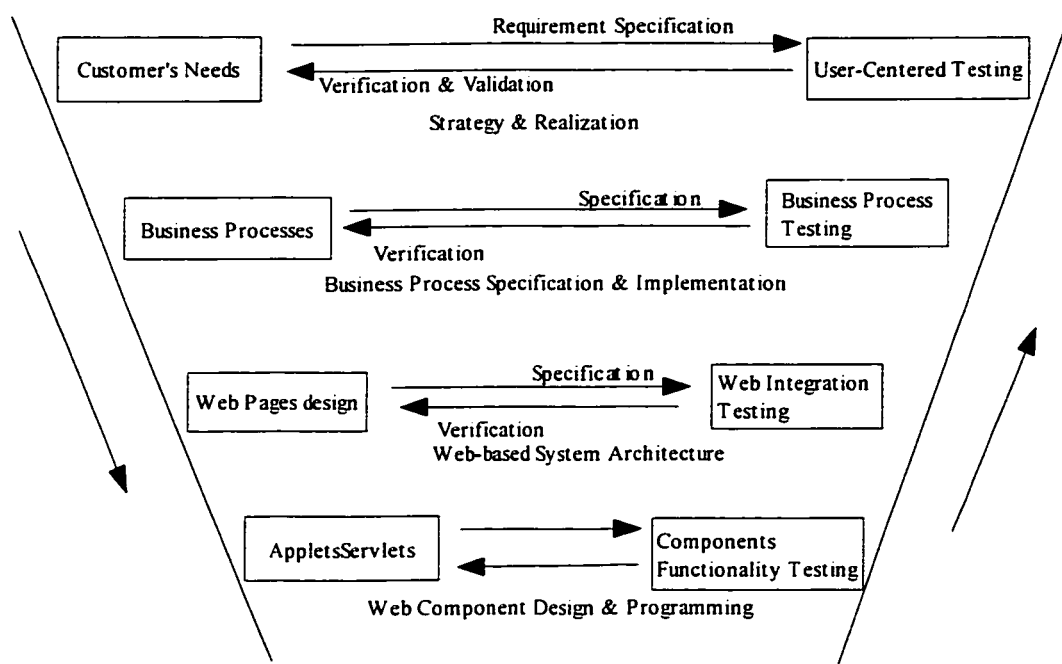 Requirement Specification
Customer's Needs
User-Centered Testing
Verification & Validation
Strategy & Realization
Specification
Business Process
Testing
Business Processes
Verification
Business Process Specification & Implementation
Specification
Web Integration
Testing
Web Pages design
Verification
Web-based System Architecture
AppletsServlets
Components
Functionality Testing
Web Component Design & Programming